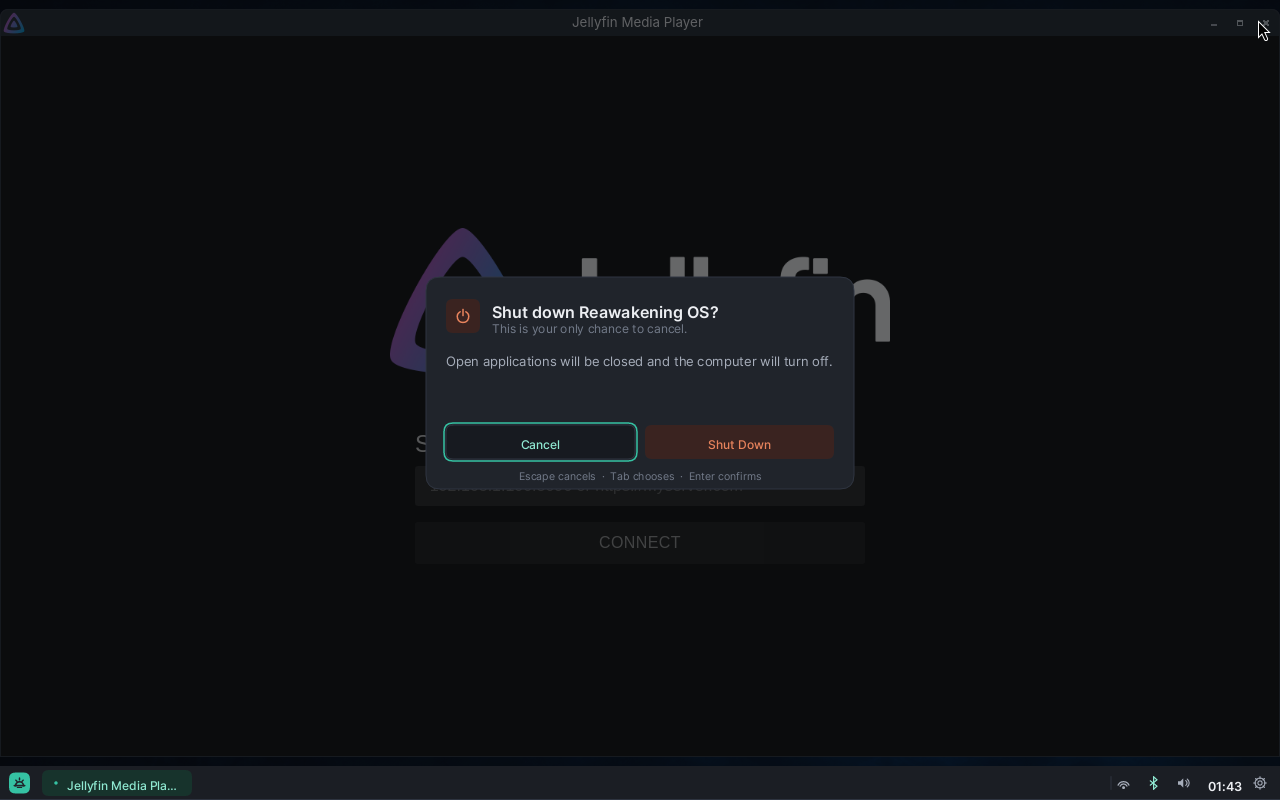 Jellyfin Media Player
Shut down Reawakening OS?
This is your only chance to cancel.
Open applications will be closed and the computer will turn off.
Cancel
Shut Down
Escape cancels · Tab chooses · Enter confirms
CONNECT
Jellyfin Media Pla...
01:43